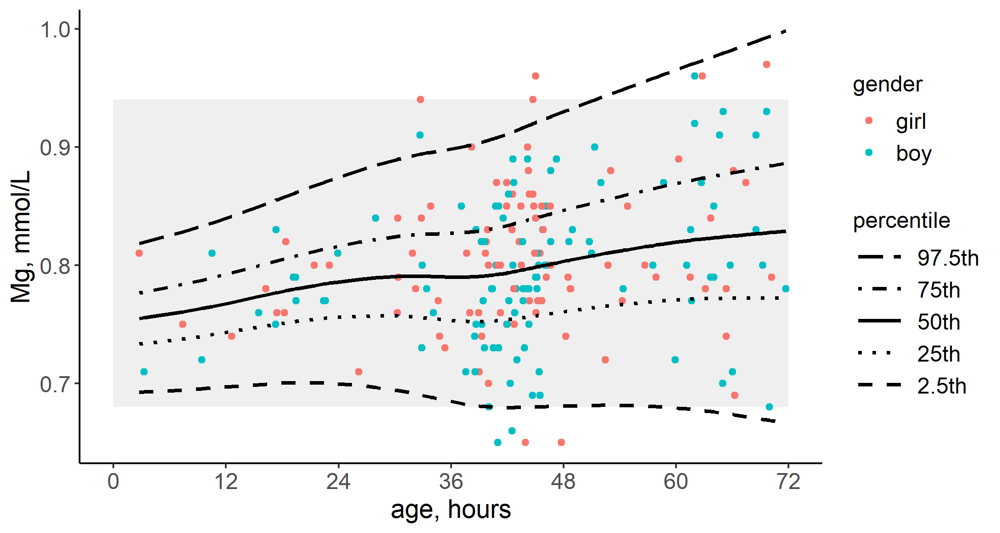 1.0
0.9
0.8
0.7
Mg, mmol/L
0 12 24 36 48 60 72
age, hours
gender
girl
boy
percentile
97.5th
75th
50th
25th
2.5th